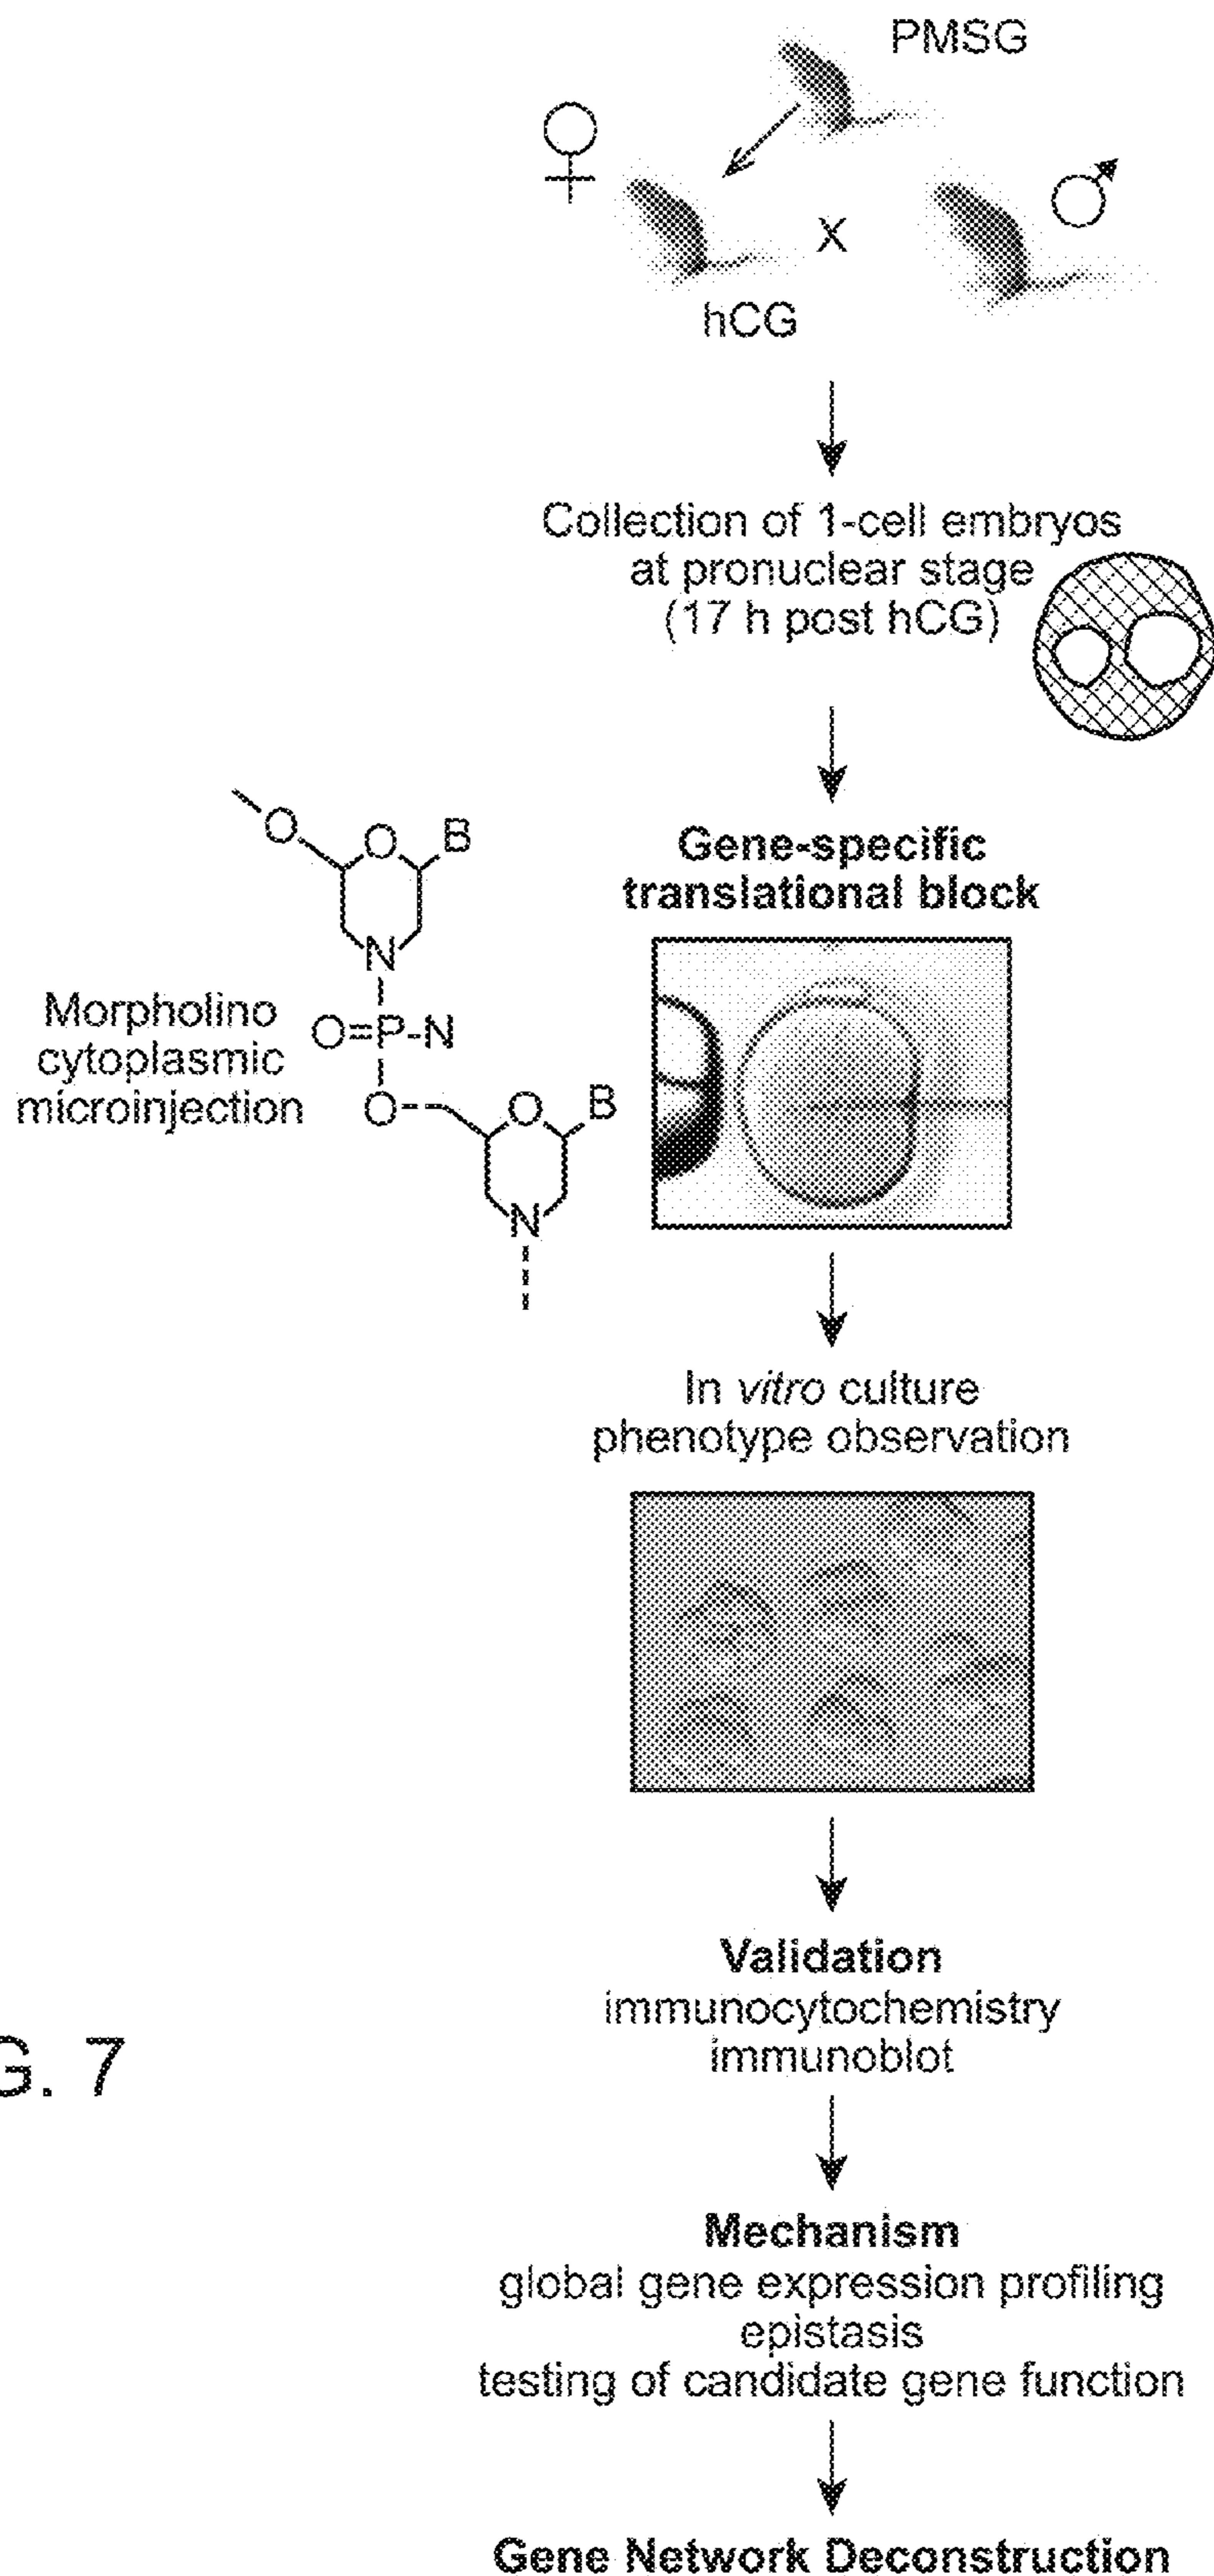 PMSG
♀
♂
X
hCG
Collection of 1-cell embryos
at pronuclear stage
(17 h post hCG)
Gene-specific
translational block
Morpholino
cytoplasmic
microinjection
O
O
B
N
O=P-N
O
O
B
N
In vitro culture
phenotype observation
Validation
immunocytochemistry
immunoblot
G. 7
Mechanism
global gene expression profiling
epistasis
testing of candidate gene function
Gene Network Deconstruction